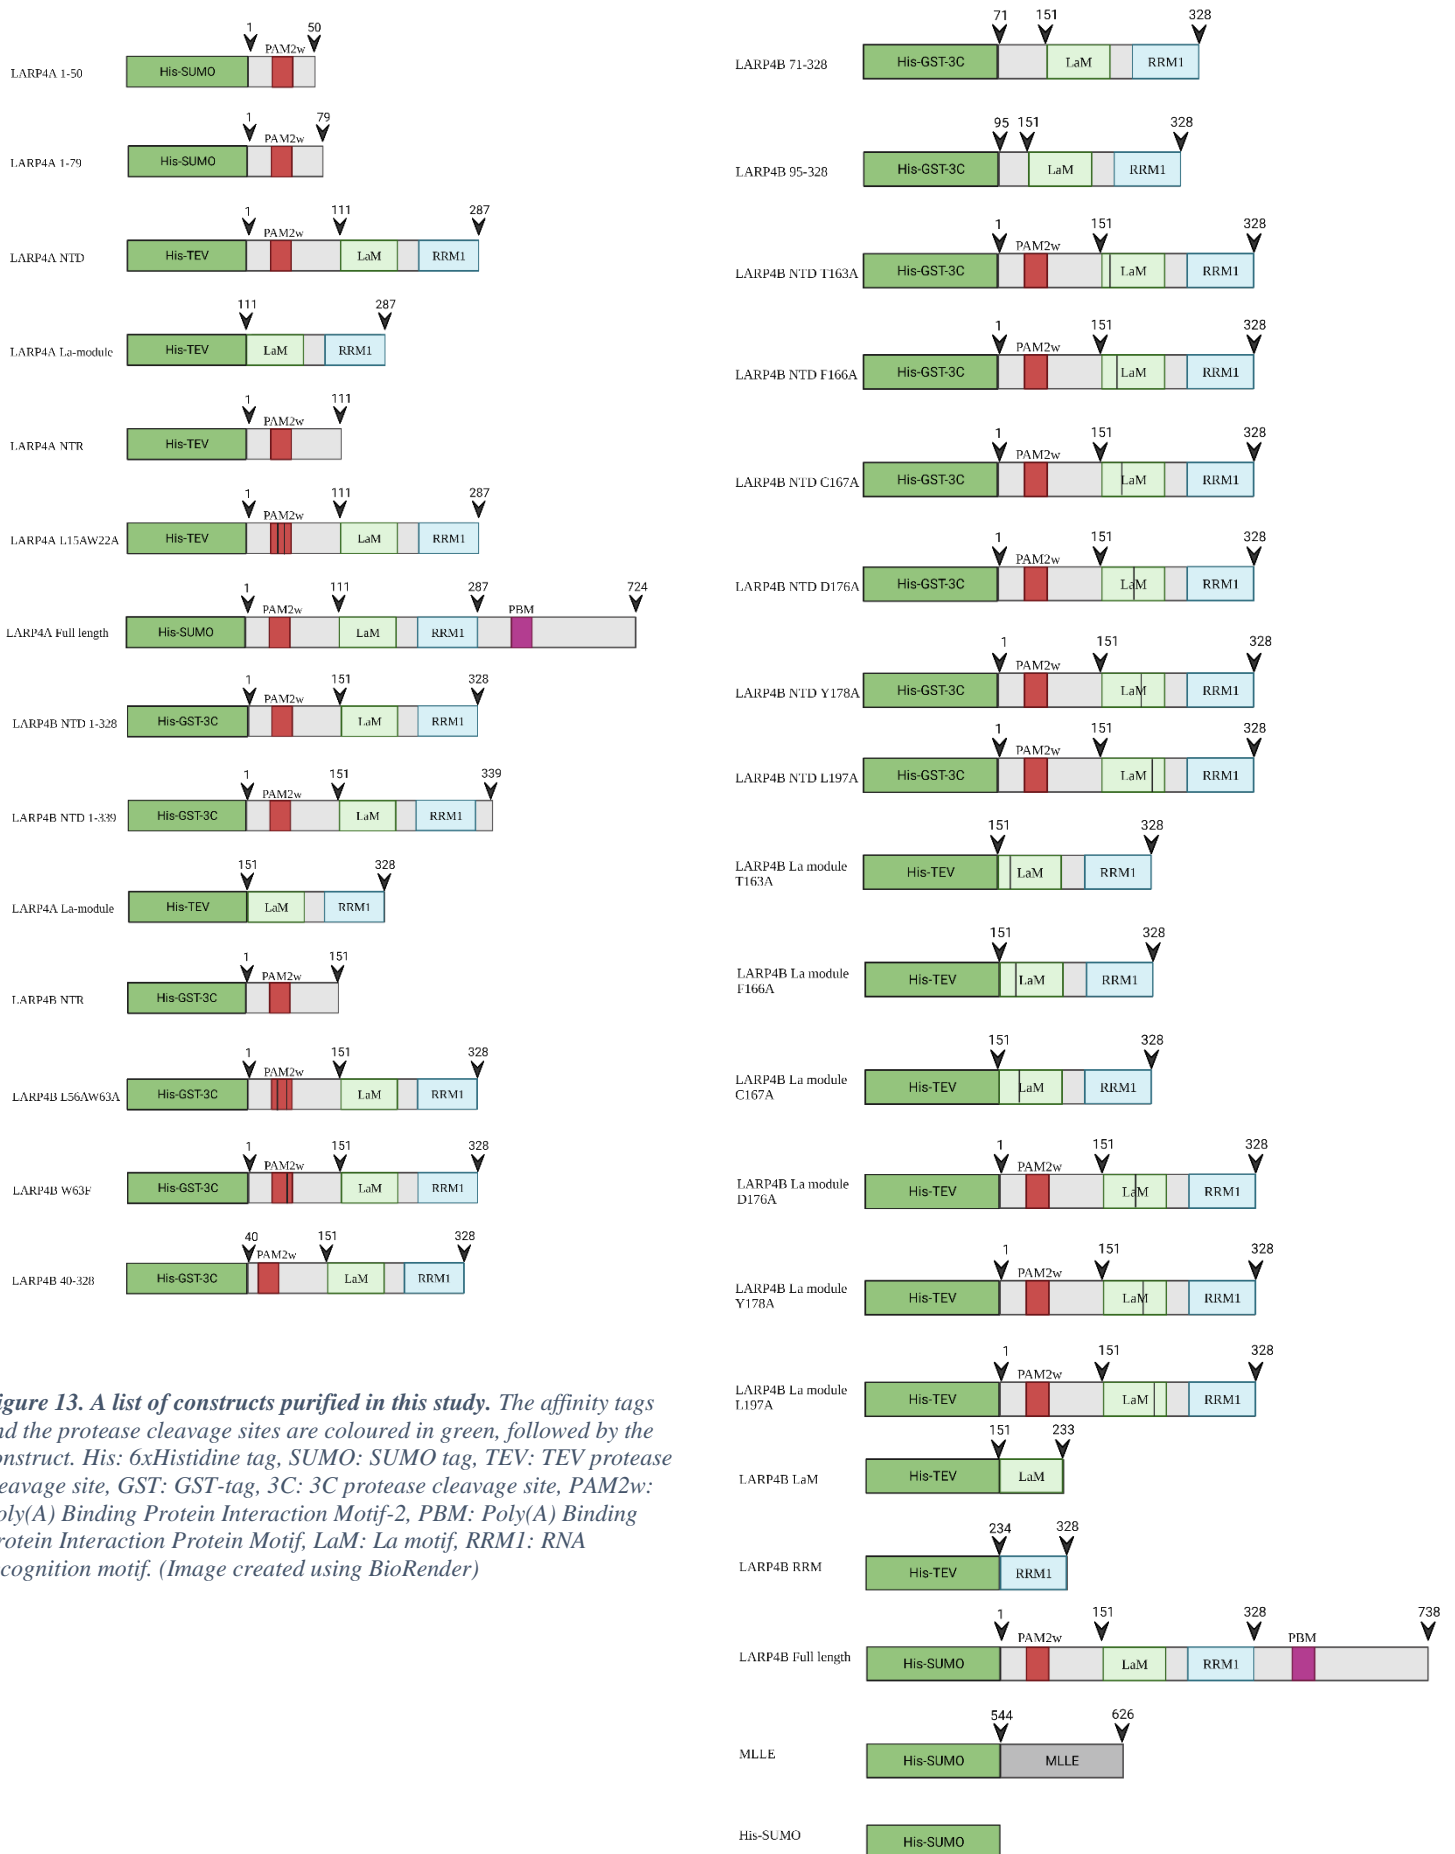 1 50
PAM2w
LARP4A 1-50 His-SUMO
1 79
PAM2w
LARP4A 1-79 His-SUMO
1 111 287
PAM2w
LARP4A NTD His-TEV LaM RRM1
111 287
LARP4A La-module His-TEV LaM RRM1
1 111
PAM2w
LARP4A NTR His-TEV
1 111 287
PAM2w
LARP4A L15AW22A His-TEV LaM RRM1
1 111 287 724
PAM2w PBM
LARP4A Full length His-SUMO LaM RRM1
1 151 328
PAM2w
LARP4B NTD 1-328 His-GST-3C LaM RRM1
1 151 339
PAM2w
LARP4B NTD 1-339 His-GST-3C LaM RRM1
151 328
LARP4A La-module His-TEV LaM RRM1
1 151
PAM2w
LARP4B NTR His-GST-3C
1 151 328
PAM2w
LARP4B L56AW63A His-GST-3C LaM RRM1
1 151 328
PAM2w
LARP4B W63F His-GST-3C LaM RRM1
40 151 328
PAM2w
LARP4B 40-328 His-GST-3C LaM RRM1
igure 13. A list of constructs purified in this study. The affinity tags
nd the protease cleavage sites are coloured in green, followed by the
onstruct. His: 6xHistidine tag, SUMO: SUMO tag, TEV: TEV protease
leavage site, GST: GST-tag, 3C: 3C protease cleavage site, PAM2w:
oly(A) Binding Protein Interaction Motif-2, PBM: Poly(A) Binding
rotein Interaction Protein Motif, LaM: La motif, RRM1: RNA
ecognition motif. (Image created using BioRender)
71 151 328
LARP4B 71-328 His-GST-3C LaM RRM1
95 151 328
LARP4B 95-328 His-GST-3C LaM RRM1
1 151 328
PAM2w
LARP4B NTD T163A His-GST-3C LaM RRM1
1 151 328
PAM2w
LARP4B NTD F166A His-GST-3C LaM RRM1
1 151 328
PAM2w
LARP4B NTD C167A His-GST-3C LaM RRM1
1 151 328
PAM2w
LARP4B NTD D176A His-GST-3C LaM RRM1
1 151 328
PAM2w
LARP4B NTD Y178A His-GST-3C LaM RRM1
1 151 328
PAM2w
LARP4B NTD L197A His-GST-3C LaM RRM1
151 328
LARP4B La module His-TEV LaM RRM1
T163A
151 328
LARP4B La module His-TEV LaM RRM1
F166A
151 328
LARP4B La module His-TEV LaM RRM1
C167A
1 151 328
PAM2w
LARP4B La module His-TEV LaM RRM1
D176A
1 151 328
PAM2w
LARP4B La module His-TEV LaM RRM1
Y178A
1 151 328
PAM2w
LARP4B La module His-TEV LaM RRM1
L197A
151 233
LARP4B LaM His-TEV LaM
234 328
LARP4B RRM His-TEV RRM1
1 151 328 738
PAM2w PBM
LARP4B Full length His-SUMO LaM RRM1
544 626
MLLE His-SUMO MLLE
His-SUMO His-SUMO